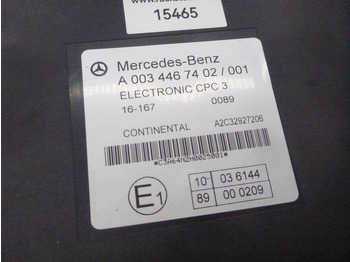 15465
Mercedes-Benz
A 003 446 74 02 / 001
ELECTRONIC CPC 3
16-167 0089
CONTINENTAL A2C32927206
*C3A64N2H0025001*
E1
10 03 6144
89 00 0209